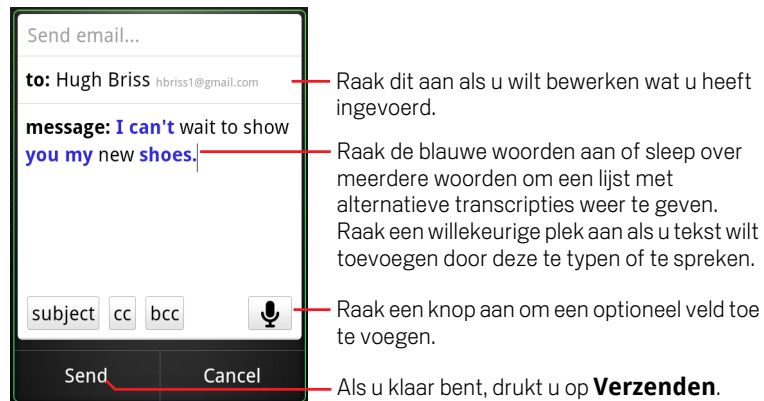 Send email...
to: Hugh Briss hbriss1@gmail.com
message: I can't wait to show
you my new shoes.
subject cc bcc
Send Cancel
Raak dit aan als u wilt bewerken wat u heeft
ingevoerd.
Raak de blauwe woorden aan of sleep over
meerdere woorden om een lijst met
alternatieve transcripties weer te geven.
Raak een willekeurige plek aan als u tekst wilt
toevoegen door deze te typen of te spreken.
Raak een knop aan om een optioneel veld toe
te voegen.
Als u klaar bent, drukt u op Verzenden.